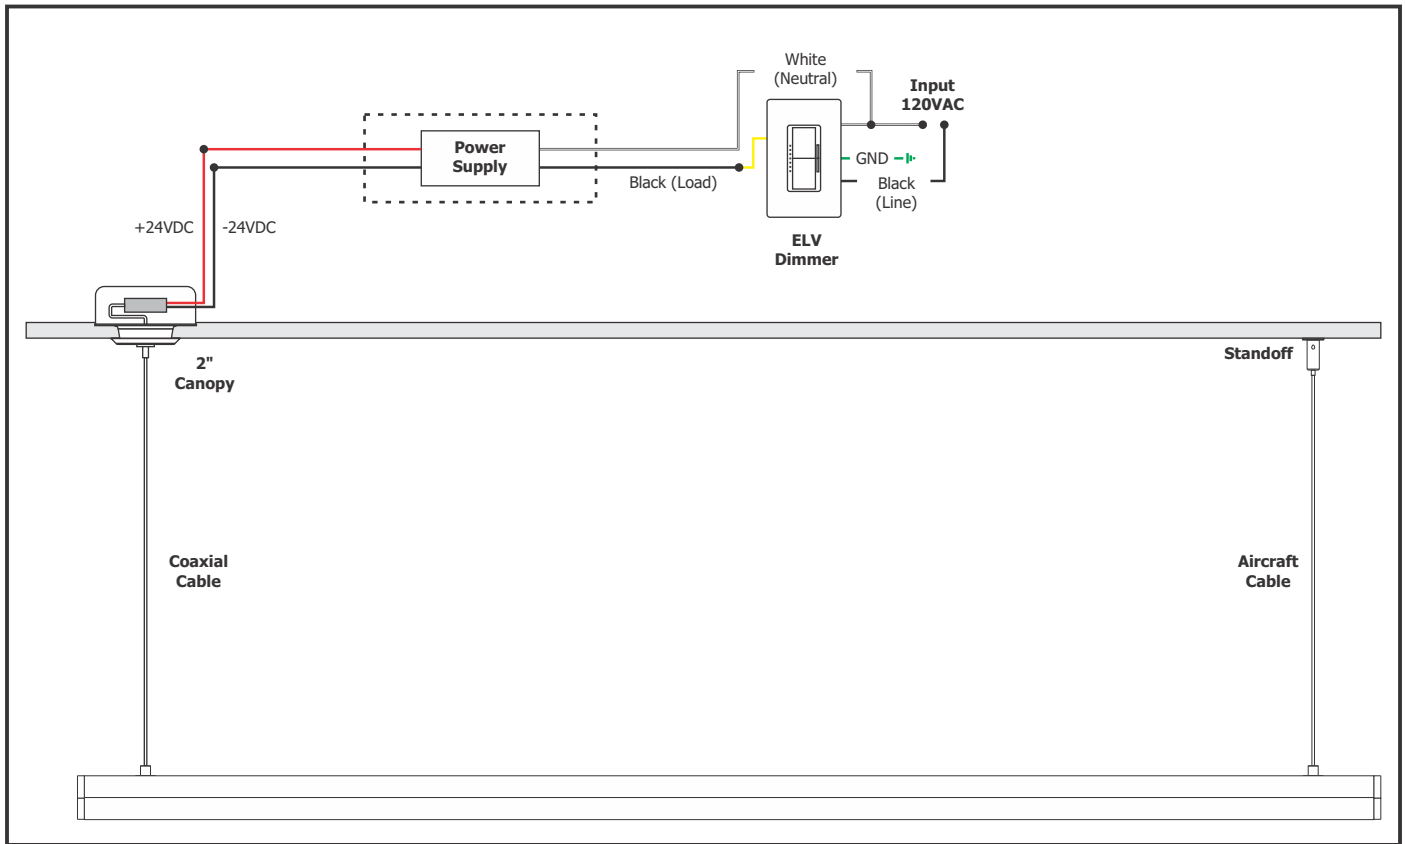 White
(Neutral)
Input
120VAC
Power
Supply
GND
Black (Load)
Black
(Line)
+24VDC
-24VDC
ELV
Dimmer
2"
Canopy
Standoff
Coaxial
Cable
Aircraft
Cable